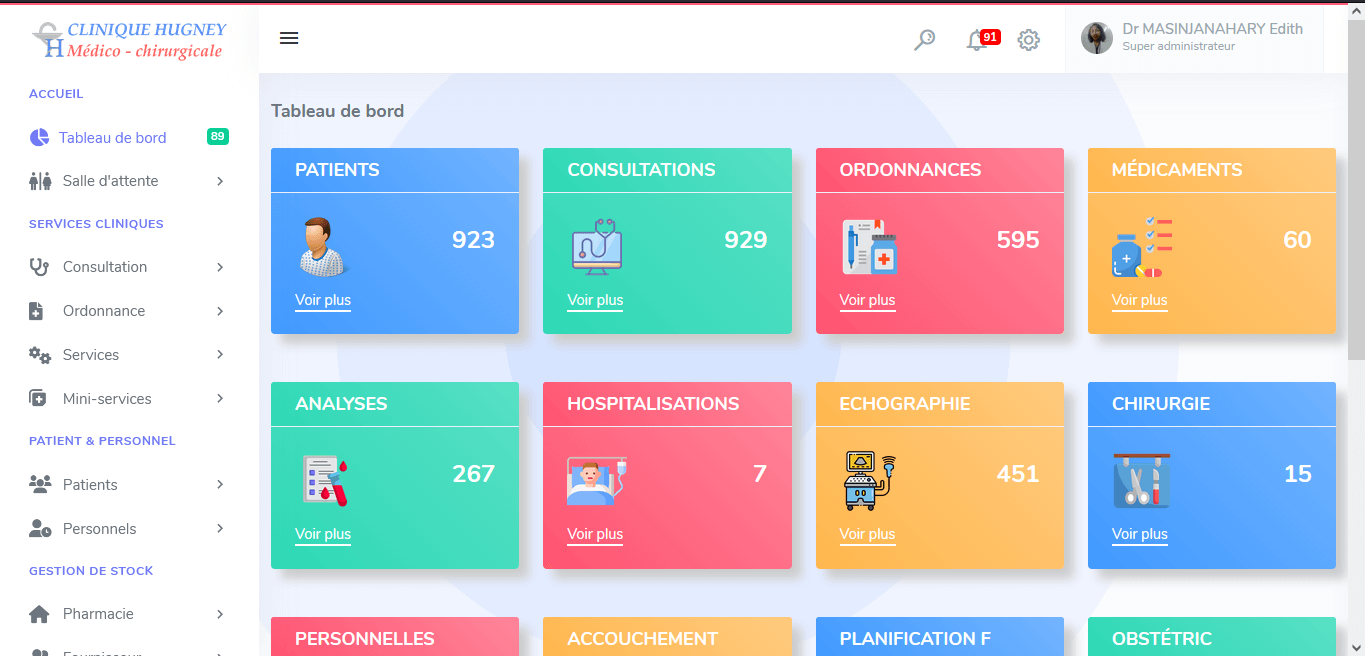 CLINIQUE HUGNEY
H Médico - chirurgicale
91
Dr MASINJANAHARY Edith
Super administrateur
ACCUEIL
Tableau de bord
89
Salle d'attente
SERVICES CLINIQUES
Consultation
Ordonnance
Services
Mini-services
PATIENT & PERSONNEL
Patients
Personnels
GESTION DE STOCK
Pharmacie
Fournisseur
Tableau de bord
PATIENTS
923
Voir plus
CONSULTATIONS
929
Voir plus
ORDONNANCES
595
Voir plus
MÉDICAMENTS
60
Voir plus
ANALYSES
267
Voir plus
HOSPITALISATIONS
7
Voir plus
ECHOGRAPHIE
451
Voir plus
CHIRURGIE
15
Voir plus
PERSONNELLES
ACCOUCHEMENT
PLANIFICATION F
OBSTÉTRIC